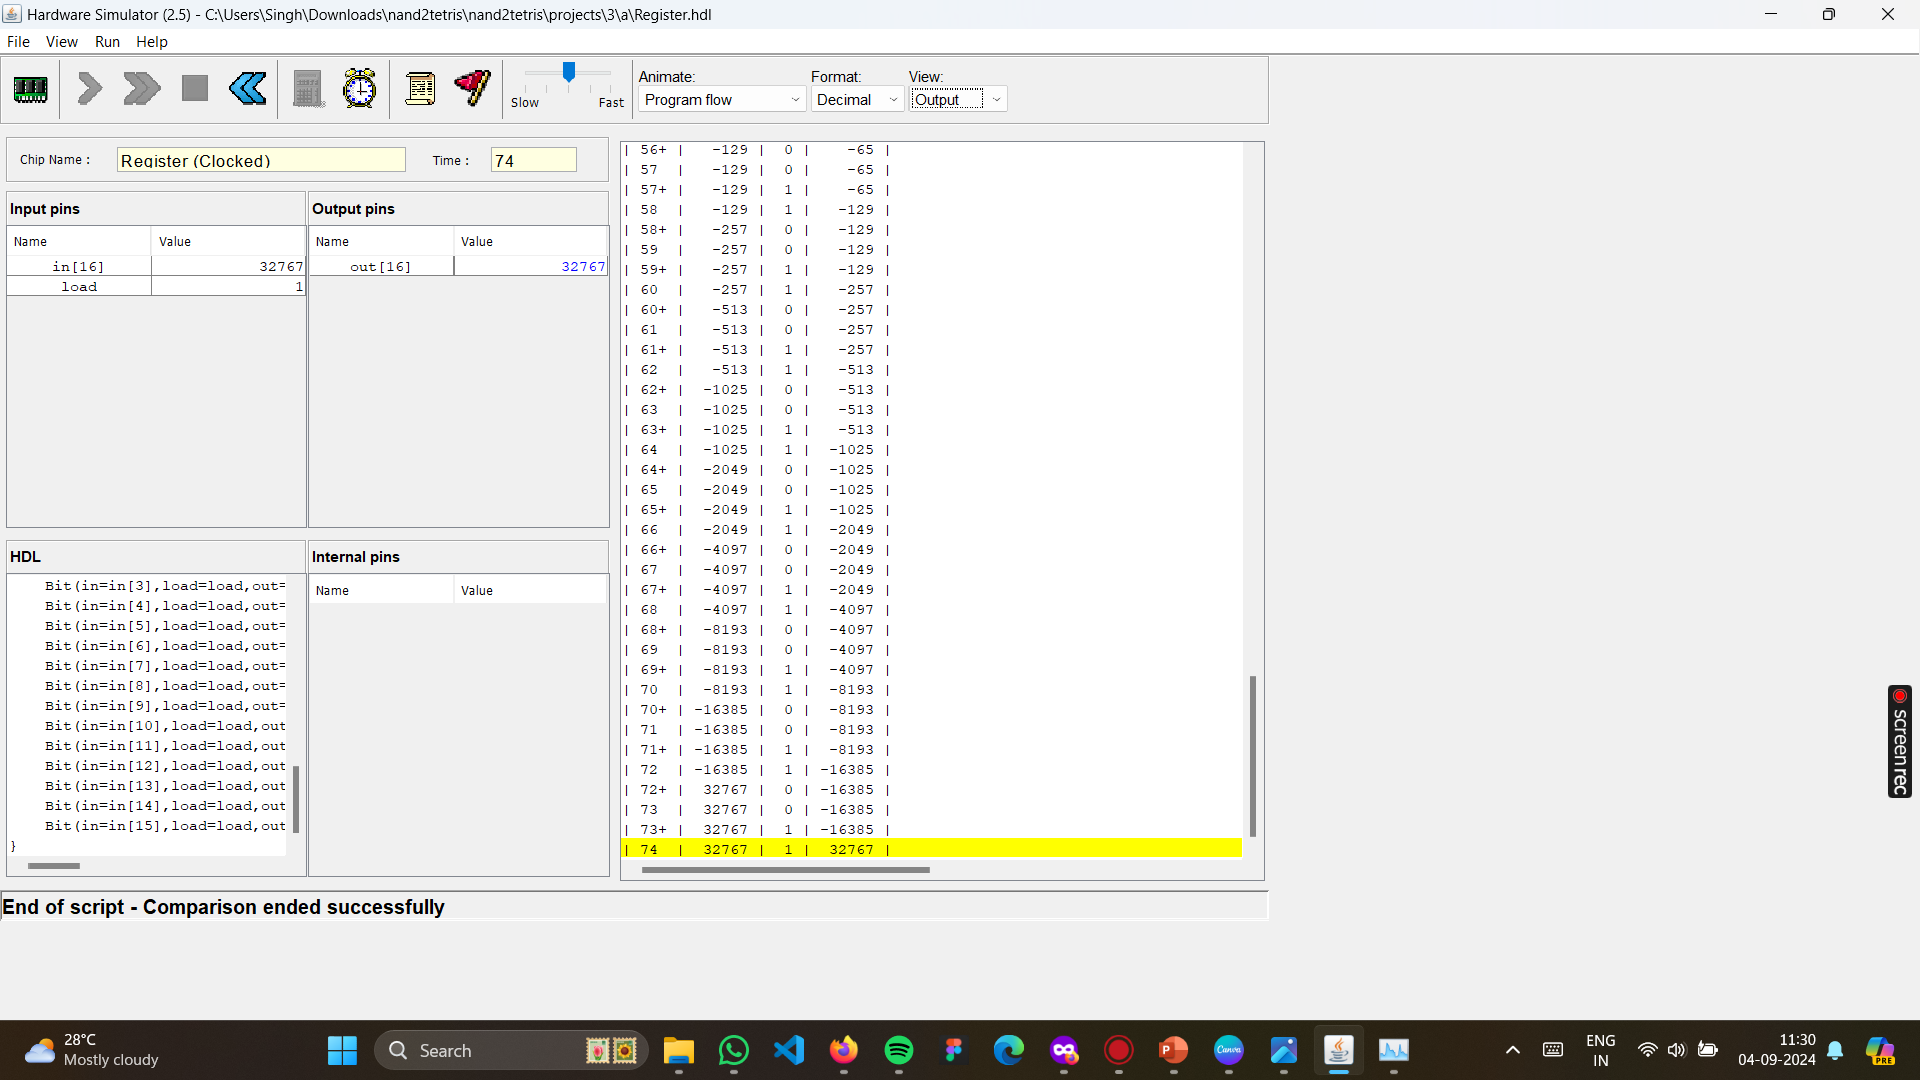 Hardware Simulator (2.5) - C:\Users\Singh\Downloads\nand2tetris\nand2tetris\projects\3\a\Register.hdl
File View Run Help
Slow Fast
Animate: Format: View:
Program flow Decimal Output
Chip Name : Register (Clocked) Time : 74
Input pins
Name Value
in[16] 32767
load 1
Output pins
Name Value
out[16] 32767
HDL
Bit(in=in[3],load=load,out=
Bit(in=in[4],load=load,out=
Bit(in=in[5],load=load,out=
Bit(in=in[6],load=load,out=
Bit(in=in[7],load=load,out=
Bit(in=in[8],load=load,out=
Bit(in=in[9],load=load,out=
Bit(in=in[10],load=load,out
Bit(in=in[11],load=load,out
Bit(in=in[12],load=load,out
Bit(in=in[13],load=load,out
Bit(in=in[14],load=load,out
Bit(in=in[15],load=load,out
}
Internal pins
Name Value
| 56+ | -129 | 0 | -65 |
| 57 | -129 | 0 | -65 |
| 57+ | -129 | 1 | -65 |
| 58 | -129 | 1 | -129 |
| 58+ | -257 | 0 | -129 |
| 59 | -257 | 0 | -129 |
| 59+ | -257 | 1 | -129 |
| 60 | -257 | 1 | -257 |
| 60+ | -513 | 0 | -257 |
| 61 | -513 | 0 | -257 |
| 61+ | -513 | 1 | -257 |
| 62 | -513 | 1 | -513 |
| 62+ | -1025 | 0 | -513 |
| 63 | -1025 | 0 | -513 |
| 63+ | -1025 | 1 | -513 |
| 64 | -1025 | 1 | -1025 |
| 64+ | -2049 | 0 | -1025 |
| 65 | -2049 | 0 | -1025 |
| 65+ | -2049 | 1 | -1025 |
| 66 | -2049 | 1 | -2049 |
| 66+ | -4097 | 0 | -2049 |
| 67 | -4097 | 0 | -2049 |
| 67+ | -4097 | 1 | -2049 |
| 68 | -4097 | 1 | -4097 |
| 68+ | -8193 | 0 | -4097 |
| 69 | -8193 | 0 | -4097 |
| 69+ | -8193 | 1 | -4097 |
| 70 | -8193 | 1 | -8193 |
| 70+ | -16385 | 0 | -8193 |
| 71 | -16385 | 0 | -8193 |
| 71+ | -16385 | 1 | -8193 |
| 72 | -16385 | 1 | -16385 |
| 72+ | 32767 | 0 | -16385 |
| 73 | 32767 | 0 | -16385 |
| 73+ | 32767 | 1 | -16385 |
| 74 | 32767 | 1 | 32767 |
screenrec
End of script - Comparison ended successfully
28°C
Mostly cloudy
Search
P
Canva
PRE
ENG
IN
11:30
04-09-2024